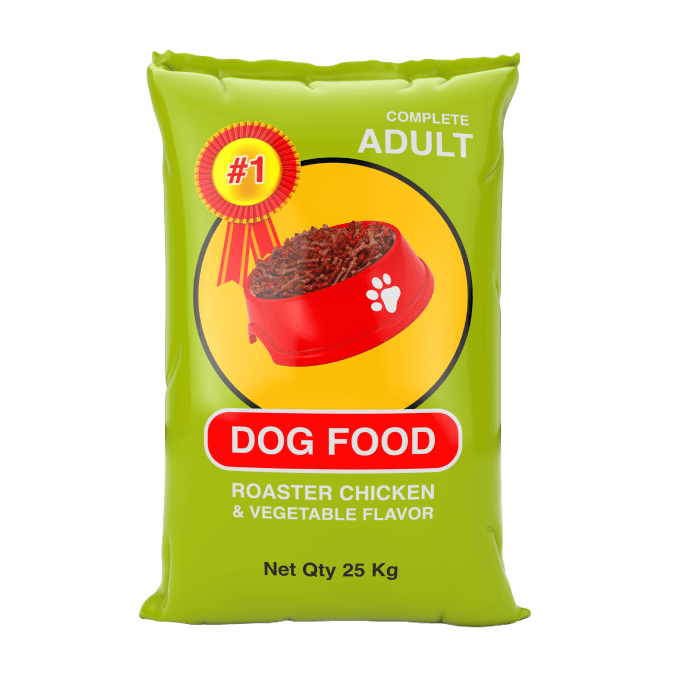 COMPLETE
ADULT
#1
DOG FOOD
ROASTER CHICKEN
& VEGETABLE FLAVOR
Net Qty 25 Kg